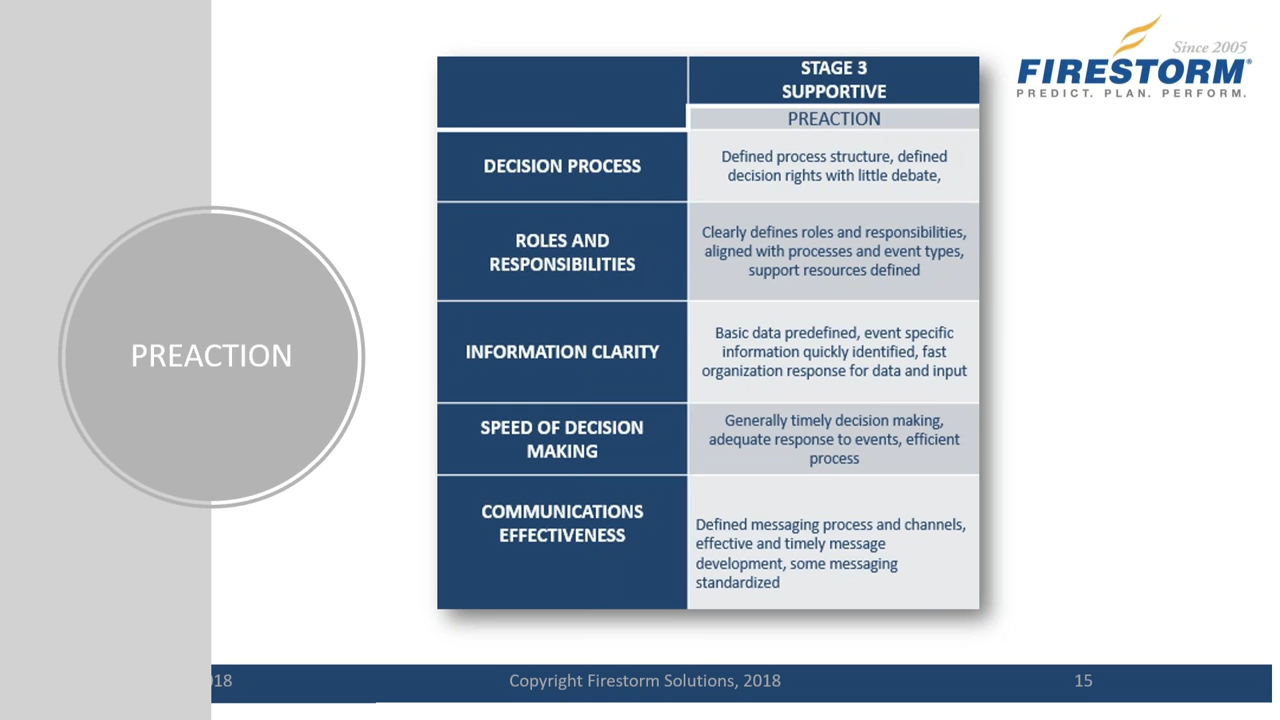 Since 2005
FIRESTORM®
PREDICT. PLAN. PERFORM.
STAGE 3
SUPPORTIVE
PREACTION
DECISION PROCESS
Defined process structure, defined
decision rights with little debate,
ROLES AND
RESPONSIBILITIES
Clearly defines roles and responsibilities,
aligned with processes and event types,
support resources defined
PREACTION
INFORMATION CLARITY
Basic data predefined, event specific
information quickly identified, fast
organization response for data and input
SPEED OF DECISION
MAKING
Generally timely decision making,
adequate response to events, efficient
process
COMMUNICATIONS
EFFECTIVENESS
Defined messaging process and channels,
effective and timely message
development, some messaging
standardized
18
Copyright Firestorm Solutions, 2018
15